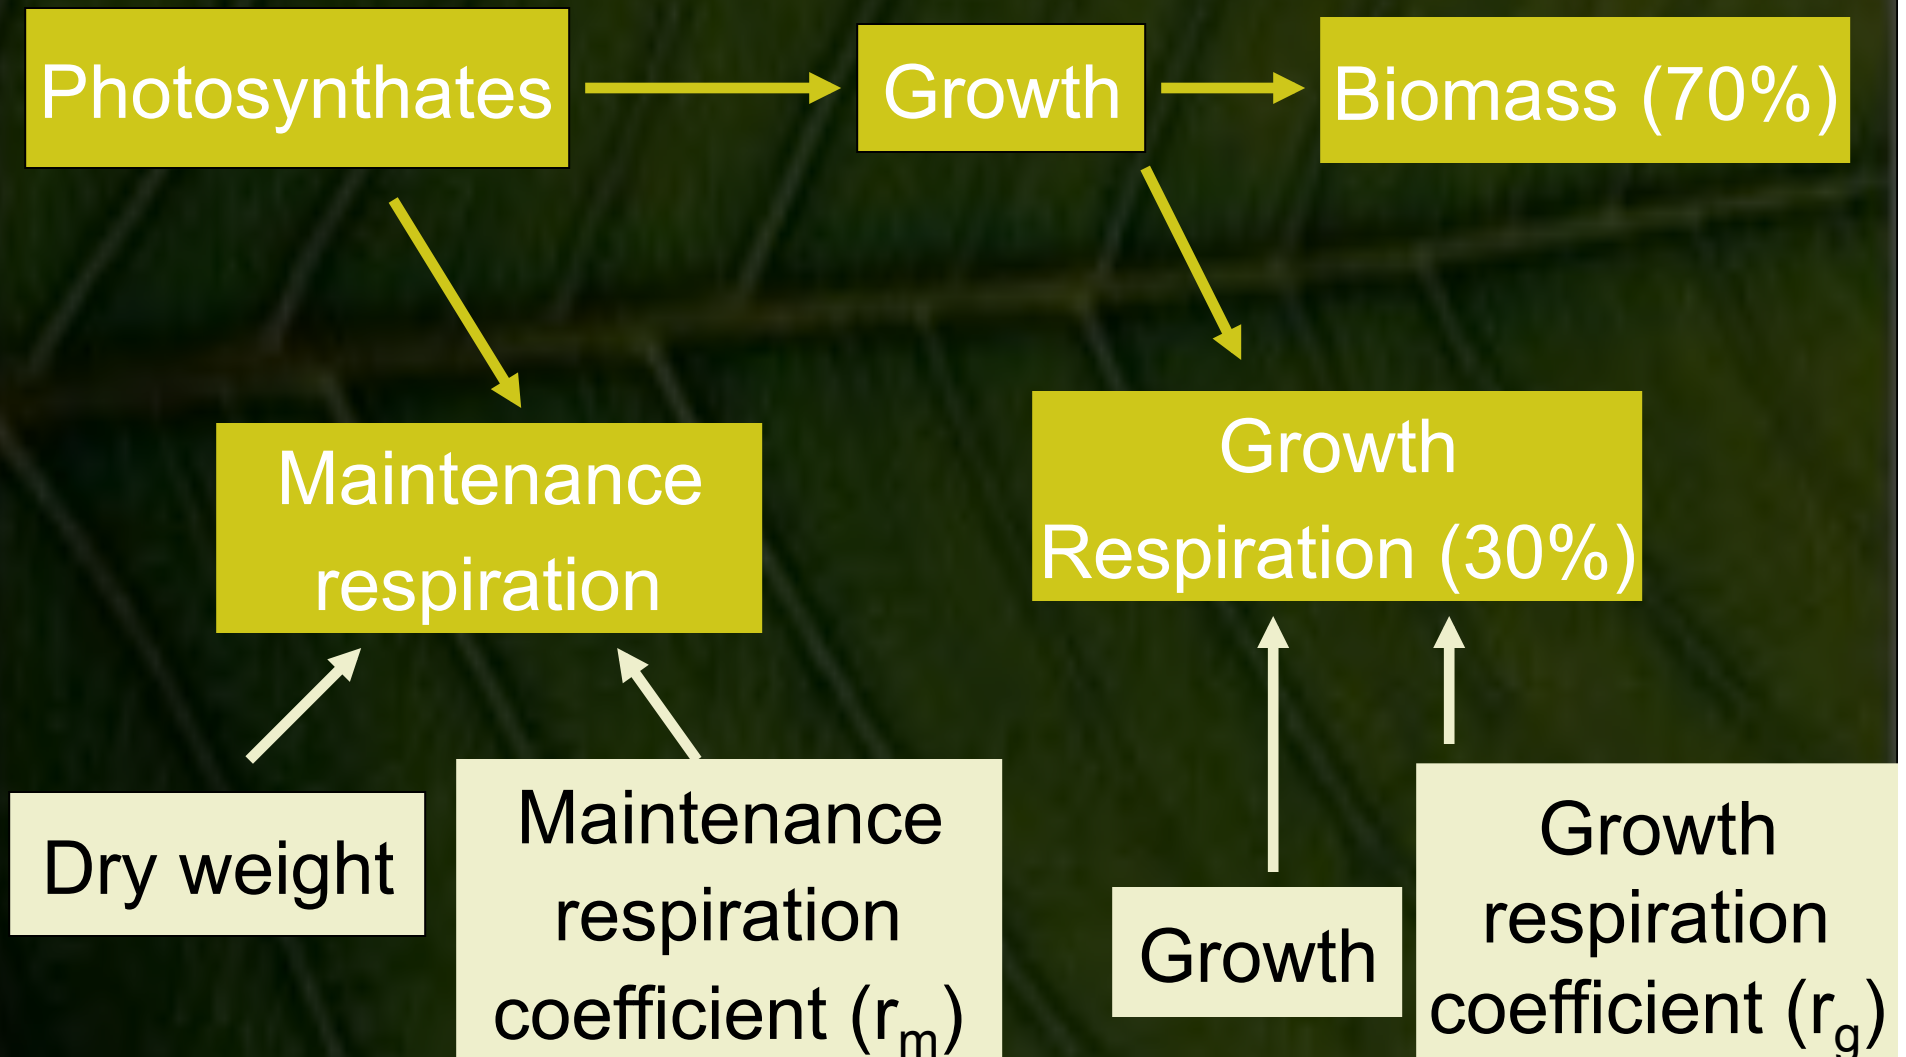 Photosynthates
Growth
Biomass (70%)
Maintenance
respiration
Growth
Respiration (30%)
Dry weight
Maintenance
respiration
coefficient (rm)
Growth
Growth
respiration
coefficient (rg)